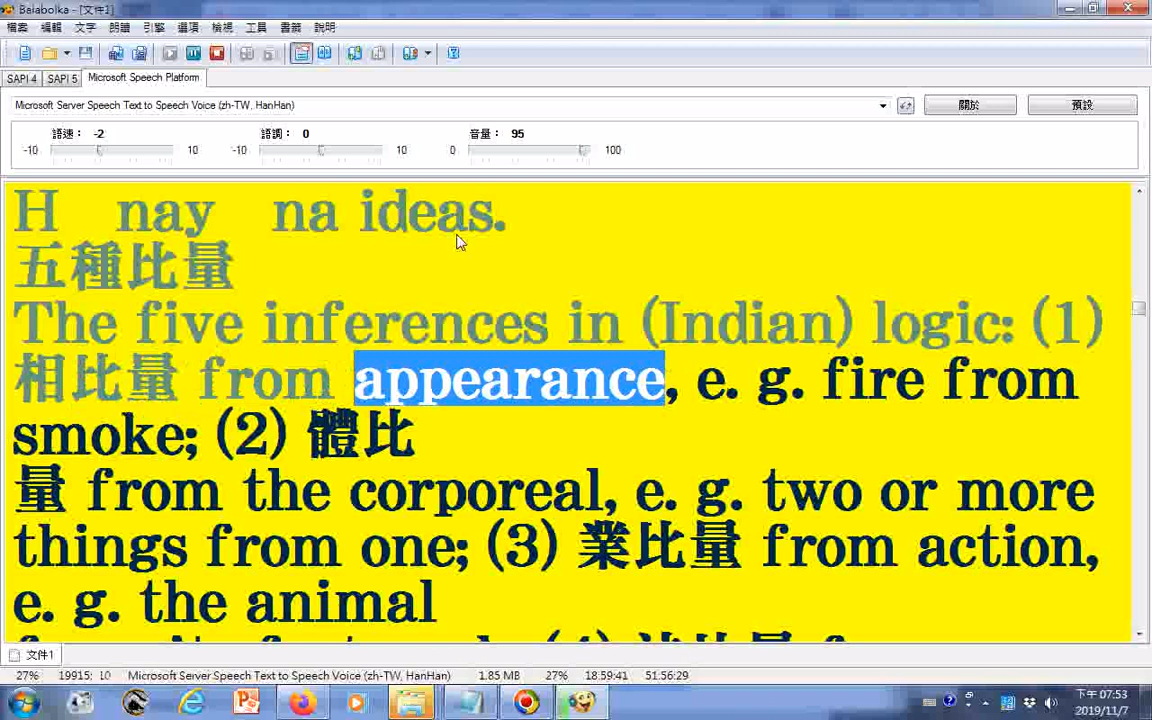 Balabolka - [文件1]
檔案 編輯 文字 朗讀 引擎 選項 檢視 工具 書籤 說明
SAPI 4 SAPI 5 Microsoft Speech Platform
Microsoft Server Speech Text to Speech Voice (zh-TW, HanHan) 關於 預設
語速： -2 語調： 0 音量： 95
-10 10 -10 10 0 100
H nay na ideas.
五種比量
The five inferences in (Indian) logic: (1)
相比量 from appearance, e. g. fire from
smoke; (2) 體比
量 from the corporeal, e. g. two or more
things from one; (3) 業比量 from action,
e. g. the animal
文件1
27% 19915: 10 Microsoft Server Speech Text to Speech Voice (zh-TW, HanHan) 1.85 MB 27% 18:59:41 51:56:29
下午 07:53
2019/11/7